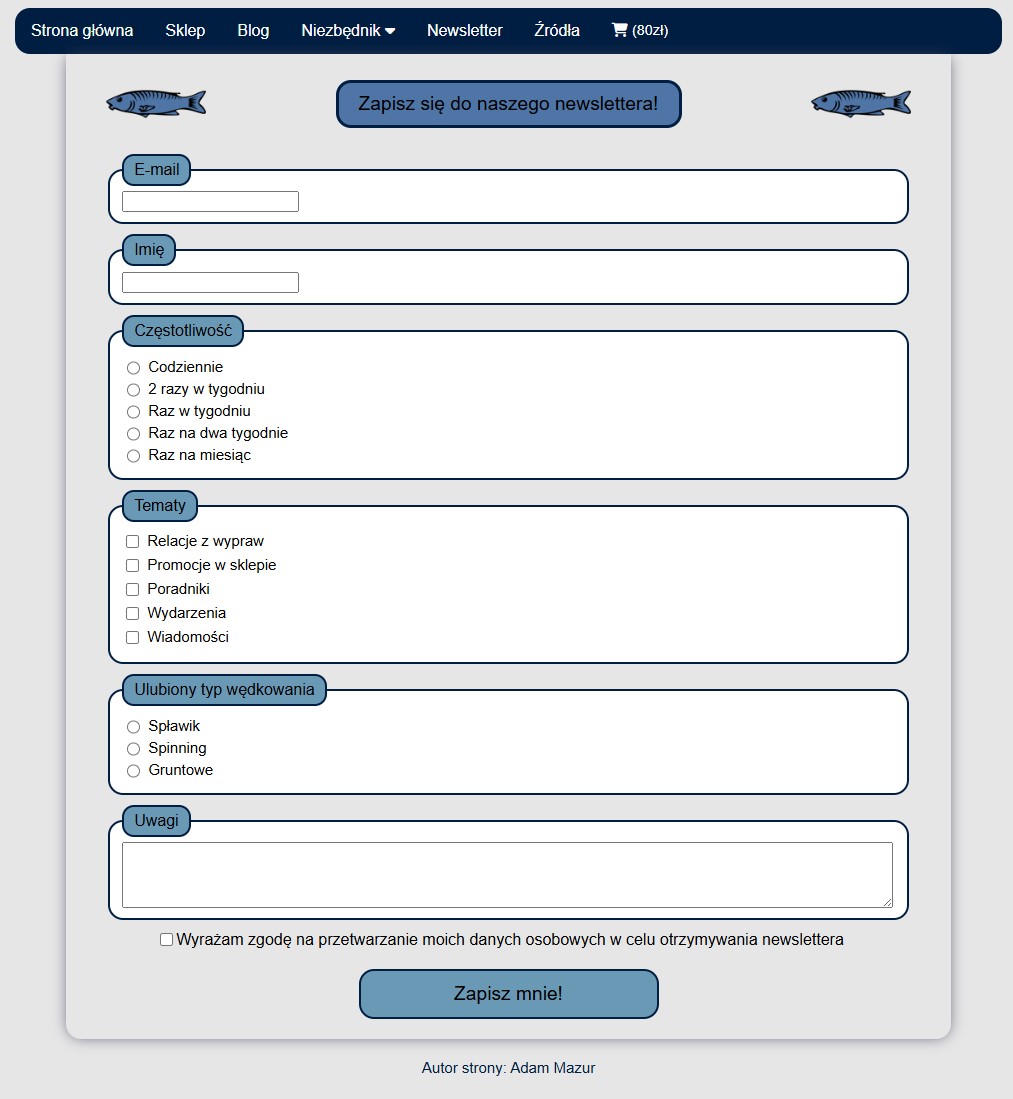 Strona główna Sklep Blog Niezbędnik Newsletter Źródła (80zł)
Zapisz się do naszego newslettera!
E-mail
Imię
Częstotliwość
Codziennie
2 razy w tygodniu
Raz w tygodniu
Raz na dwa tygodnie
Raz na miesiąc
Tematy
Relacje z wypraw
Promocje w sklepie
Poradniki
Wydarzenia
Wiadomości
Ulubiony typ wędkowania
Spławik
Spinning
Gruntowe
Uwagi
Wyrażam zgodę na przetwarzanie moich danych osobowych w celu otrzymywania newslettera
Zapisz mnie!
Autor strony: Adam Mazur